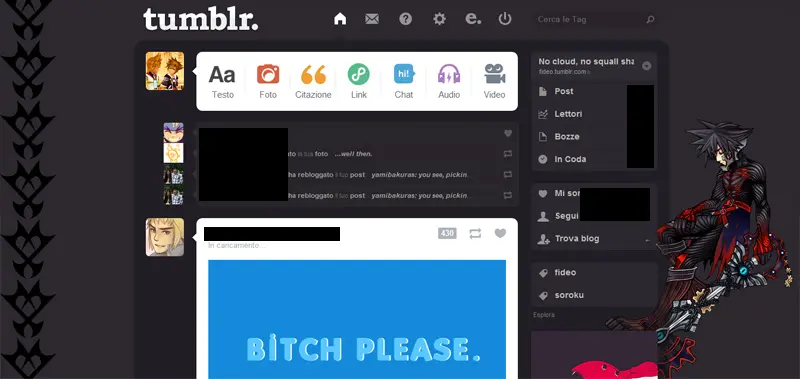 tumblr.
e.
Cerca le Tag
Aa
Testo
Foto
Citazione
Link
hi!
Chat
Audio
Video
No cloud, no squall sha
fideo.tumblr.com
Post
Lettori
Bozze
In Coda
to la sua foto ...well then.
ha rebloggato il tuo post yamibakuras: you see, pickin
ha rebloggato il tuo post yamibakuras: you see, pickin
Mi son
Segui
Trova blog
430
In caricamento...
fideo
soroku
Esplora
BITCH PLEASE.